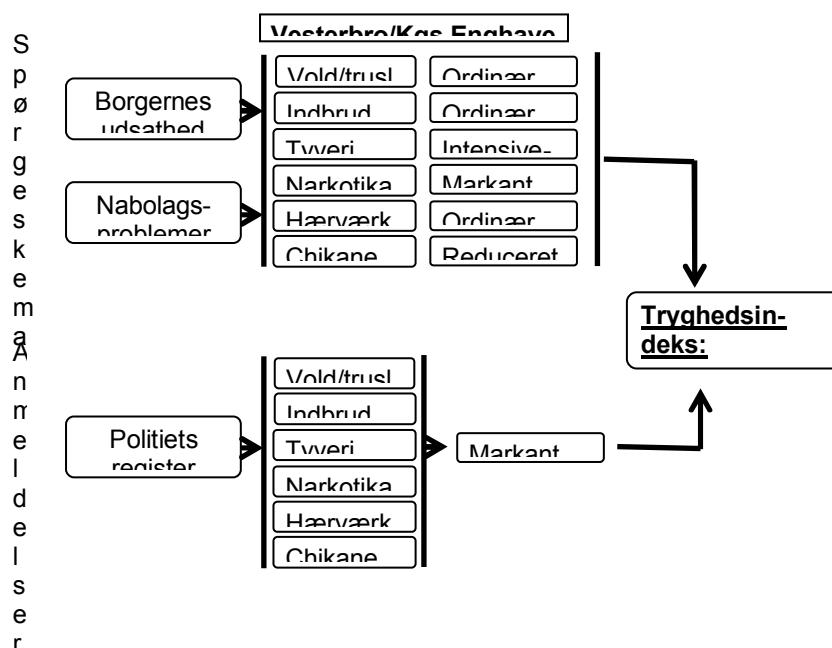 Vesterbro/Kgs Enghave
Spørgeskema
Borgernes
udsathed
Nabolags-
problemer
Vold/trusl
Ordinær
Indbrud
Ordinær
Tyveri
Intensive-
Narkotika
Markant
Hærværk
Ordinær
Chikane
Reduceret
Tryghedsin-
deks:
Anmeldelser
Politiets
register
Vold/trusl
Indbrud
Tyveri
Narkotika
Hærværk
Chikane
Markant